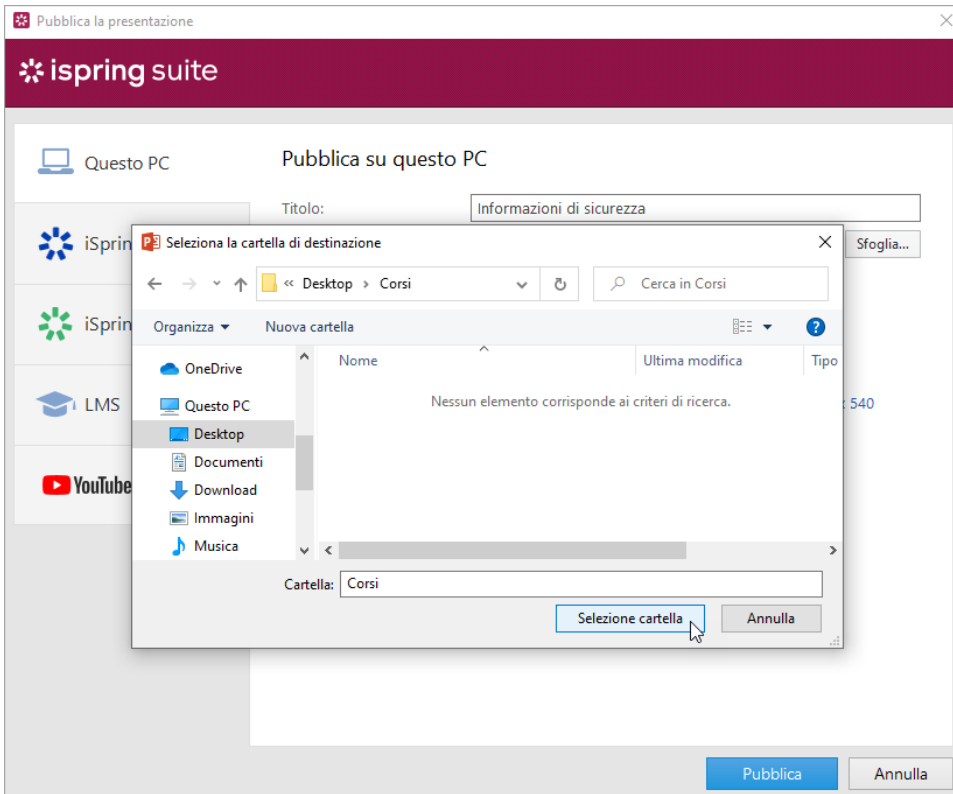 Pubblica la presentazione
ispring suite
Questo PC
Pubblica su questo PC
Titolo:
Informazioni di sicurezza
iSprin
Seleziona la cartella di destinazione
Sfoglia...
« Desktop › Corsi
Cerca in Corsi
iSprin
Organizza
Nuova cartella
?
OneDrive
Nome
Ultima modifica
Tipo
LMS
Questo PC
Nessun elemento corrisponde ai criteri di ricerca.
540
Desktop
Documenti
YouTube
Download
Immagini
Musica
Cartella:
Corsi
Selezione cartella
Annulla
Pubblica
Annulla